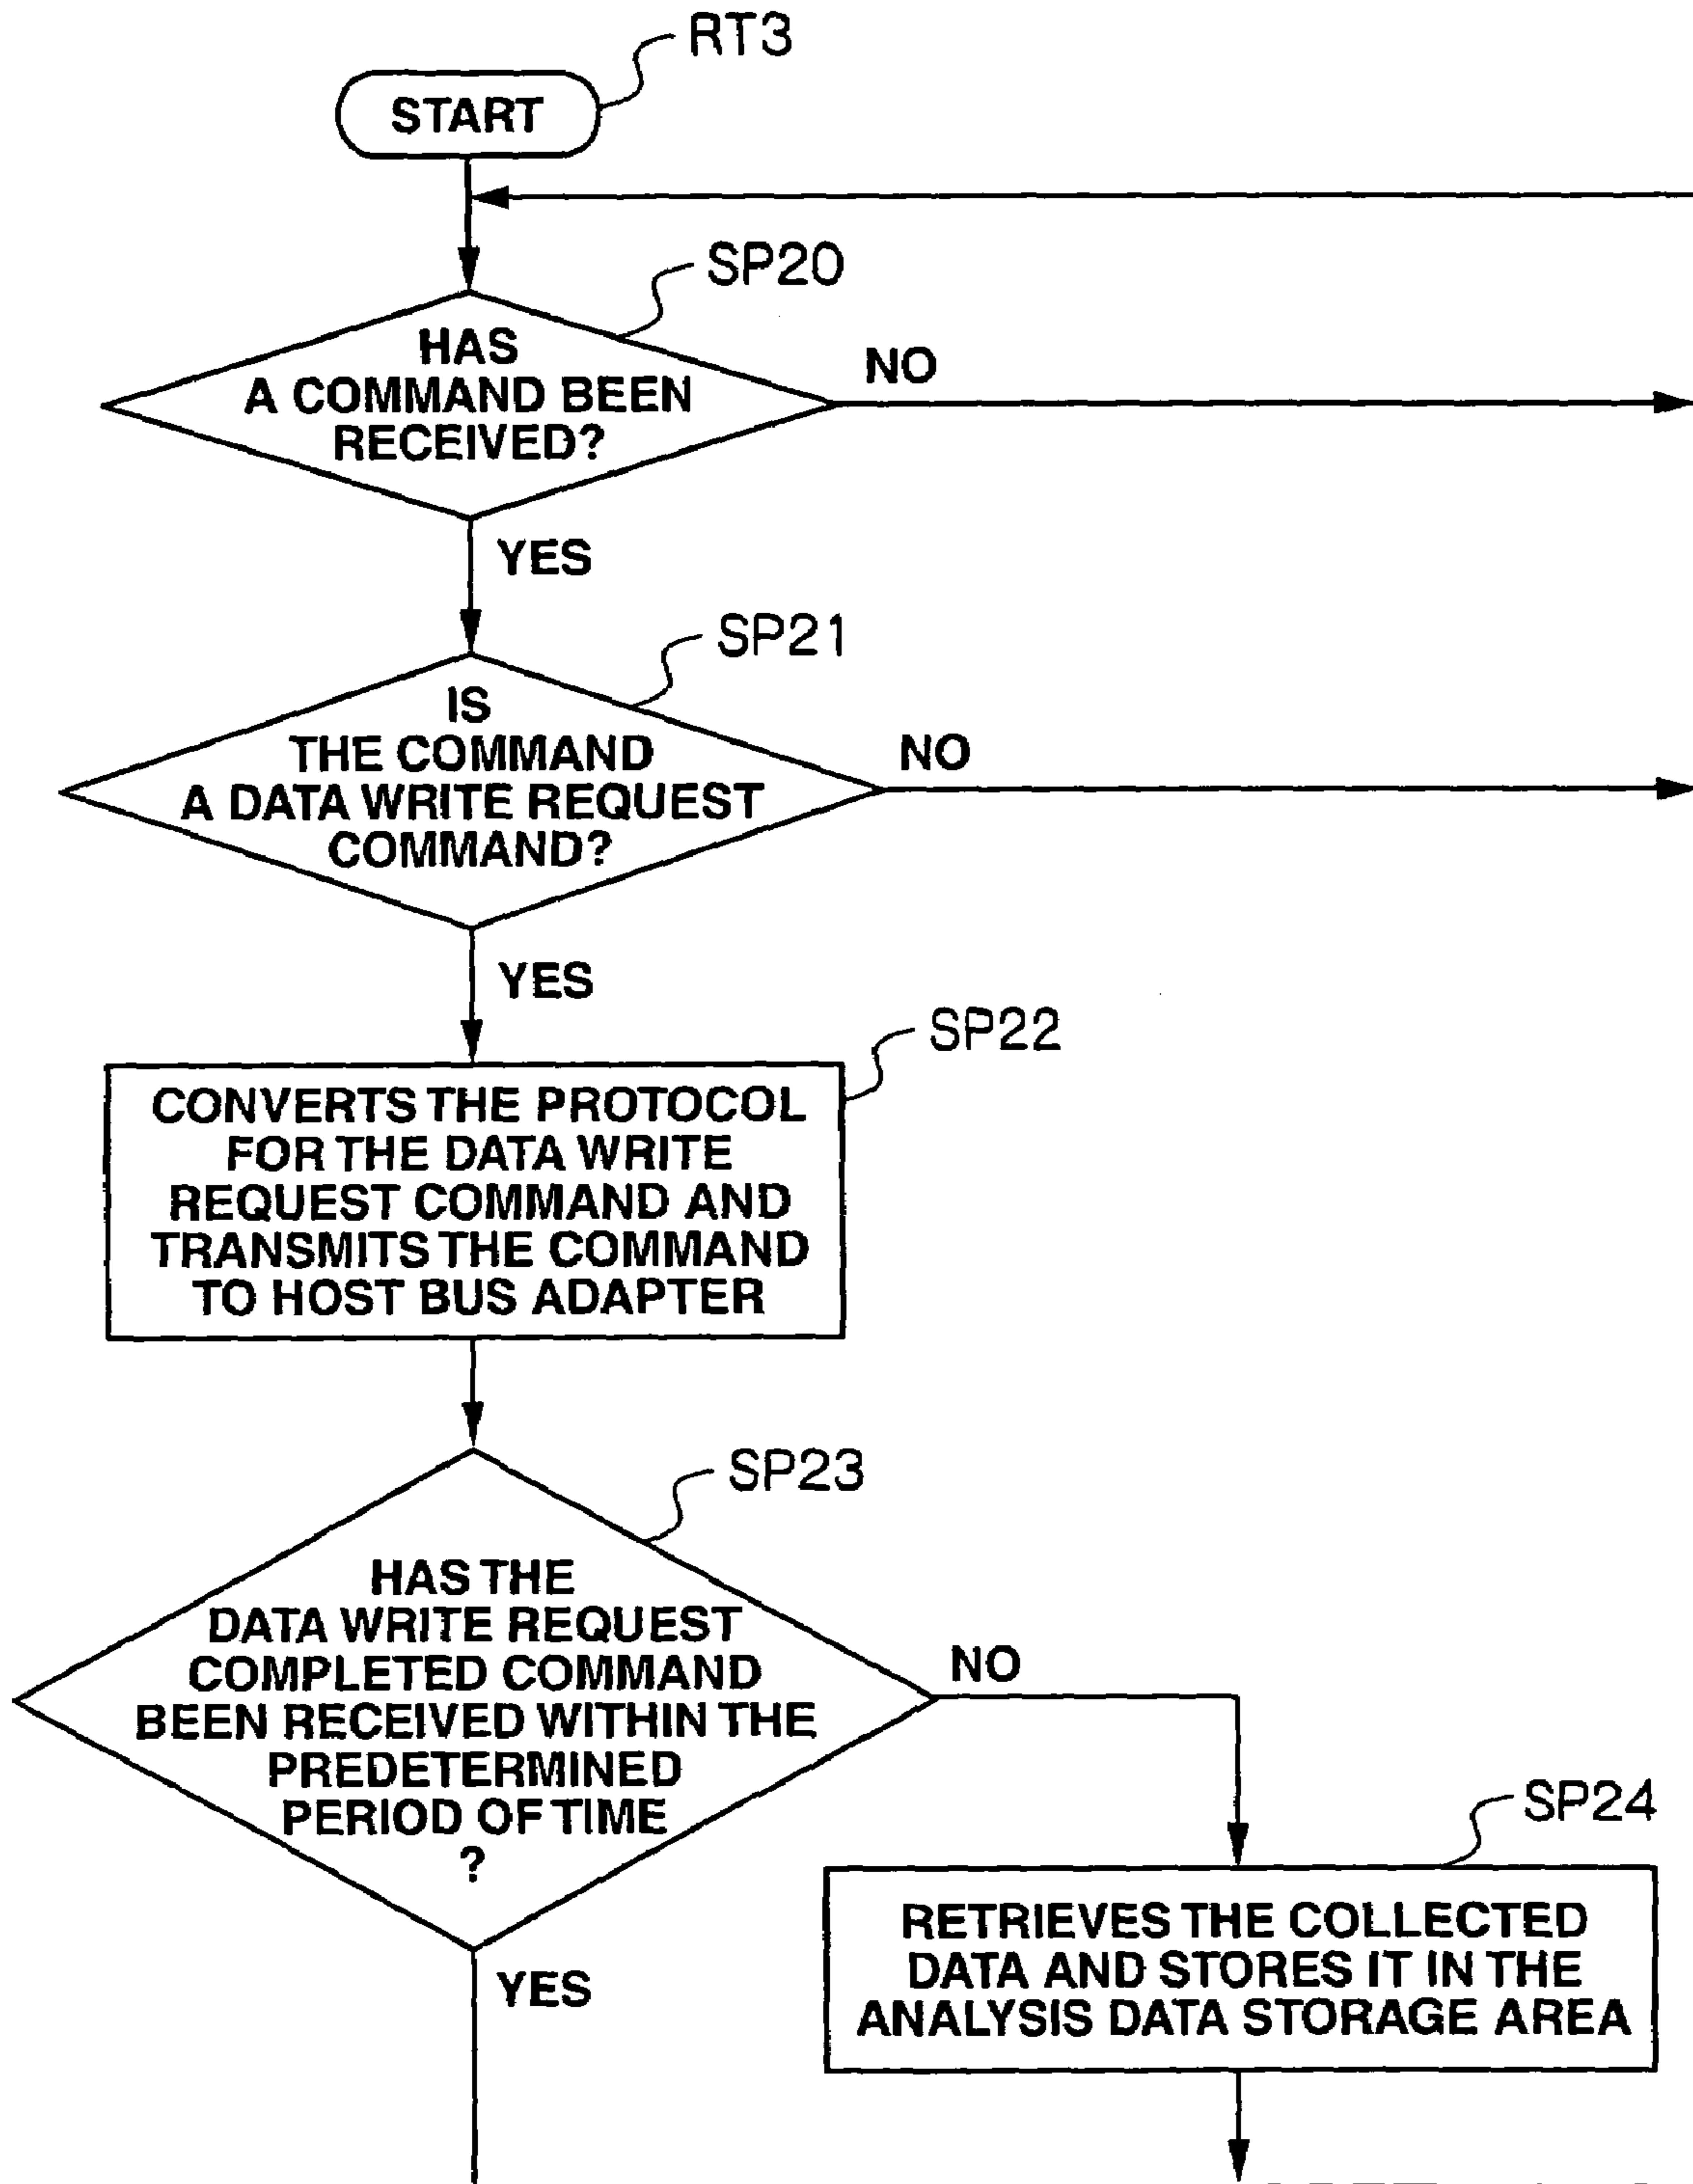 RT3
START
SP20
HAS
A COMMAND BEEN
RECEIVED?
NO
YES
SP21
IS
THE COMMAND
A DATA WRITE REQUEST
COMMAND?
NO
YES
SP22
CONVERTS THE PROTOCOL
FOR THE DATA WRITE
REQUEST COMMAND AND
TRANSMITS THE COMMAND
TO HOST BUS ADAPTER
SP23
HAS THE
DATA WRITE REQUEST
COMPLETED COMMAND
BEEN RECEIVED WITHIN THE
PREDETERMINED
PERIOD OF TIME
?
NO
YES
SP24
RETRIEVES THE COLLECTED
DATA AND STORES IT IN THE
ANALYSIS DATA STORAGE AREA